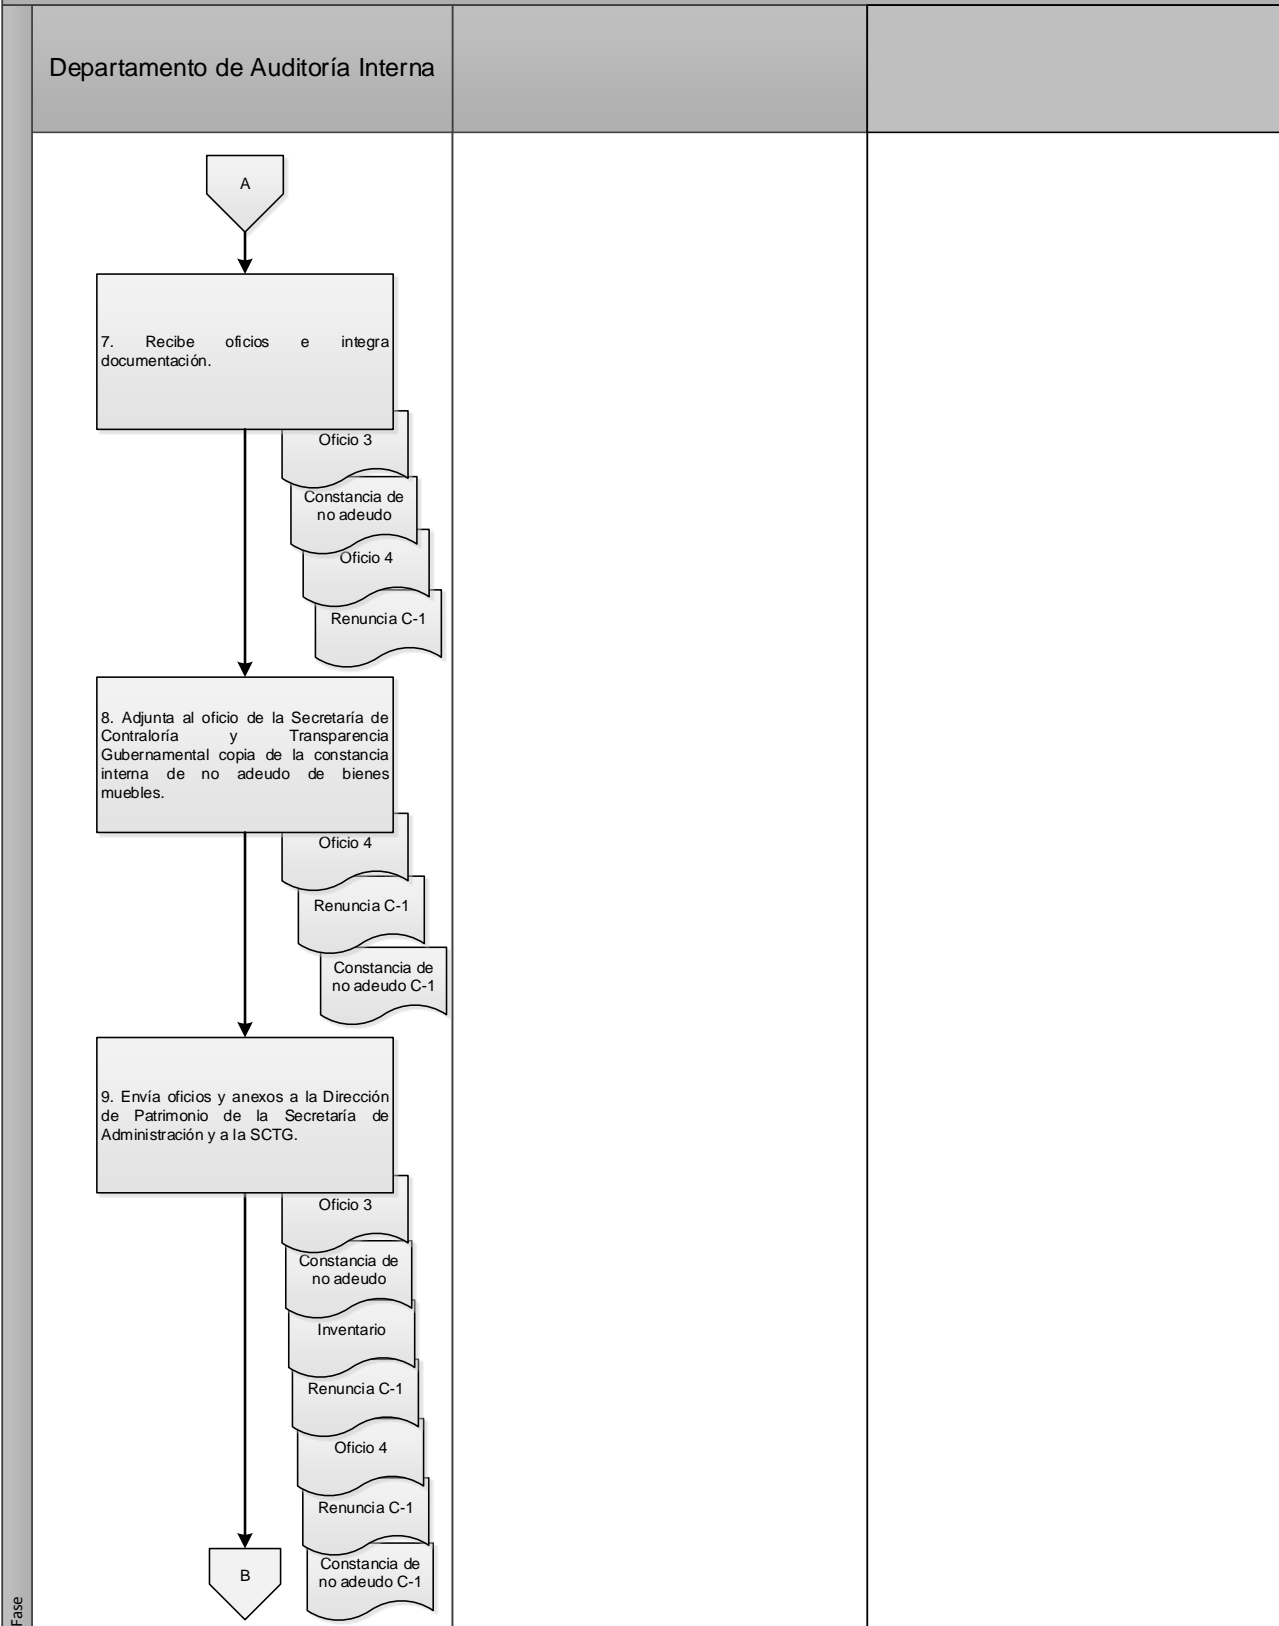 Departamento de Auditoría Interna
A
7. Recibe oficios e integra
documentación.
Oficio 3
Constancia de
no adeudo
Oficio 4
Renuncia C-1
8. Adjunta al oficio de la Secretaría de
Contraloría y Transparencia
Gubernamental copia de la constancia
interna de no adeudo de bienes
muebles.
Oficio 4
Renuncia C-1
Constancia de
no adeudo C-1
9. Envía oficios y anexos a la Dirección
de Patrimonio de la Secretaría de
Administración y a la SCTG.
Oficio 3
Constancia de
no adeudo
Inventario
Renuncia C-1
Oficio 4
Renuncia C-1
Constancia de
no adeudo C-1
B
Fase